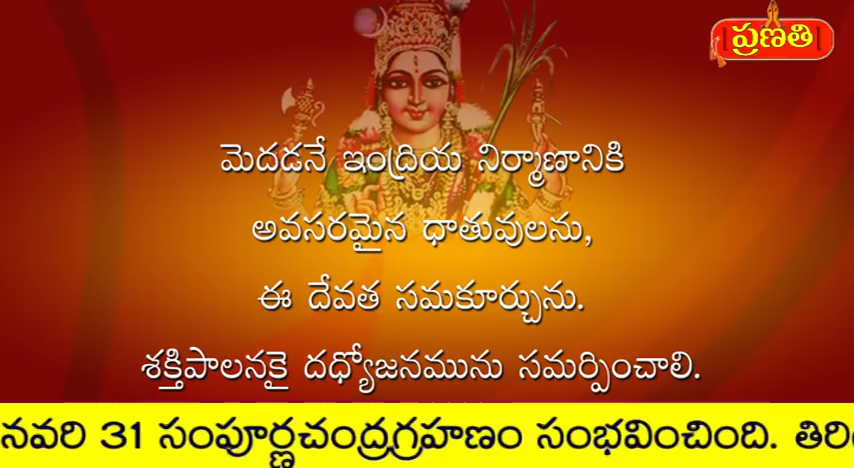 ప్రణతి
మెదడనే ఇంద్రియ నిర్మాణానికి
అవసరమైన ధాతువులను,
ఈ దేవత సమకూర్చును.
శక్తిపాలనకై దధ్యోజనమును సమర్పించాలి.
నవరి 31 సంపూర్ణచంద్రగ్రహణం సంభవించింది.